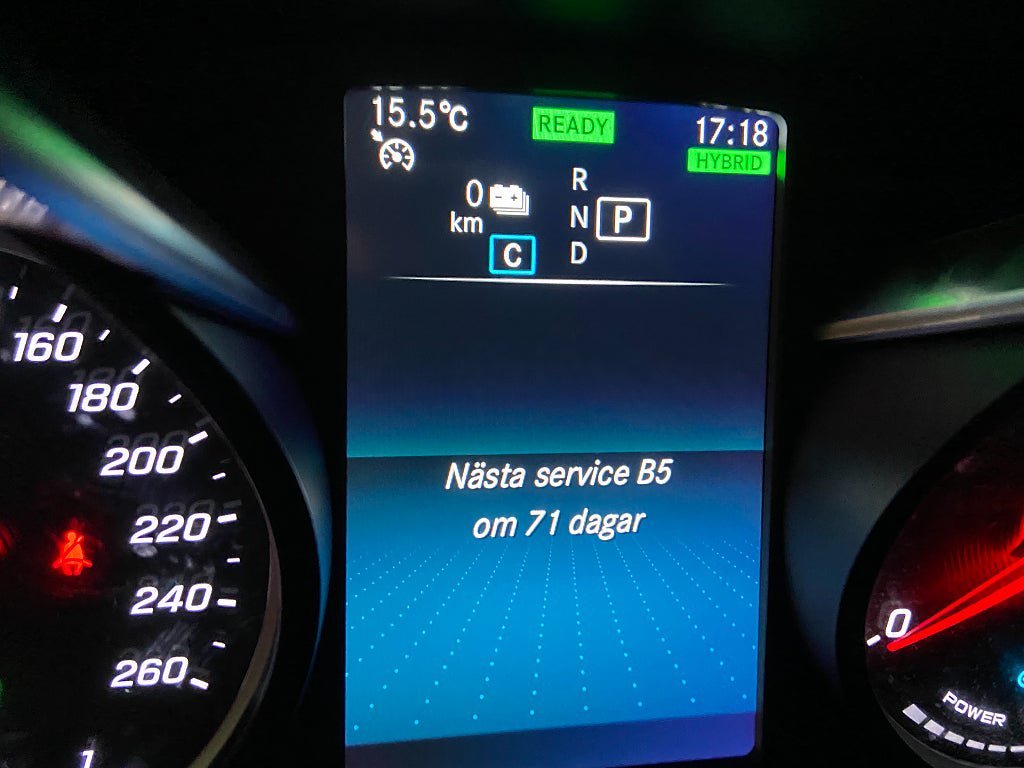 15.5°C
READY
17:18
HYBRID
0
km
R
N
D
P
C
Nästa service B5
om 71 dagar
160
180
200
220
240
260
1
0
POWER